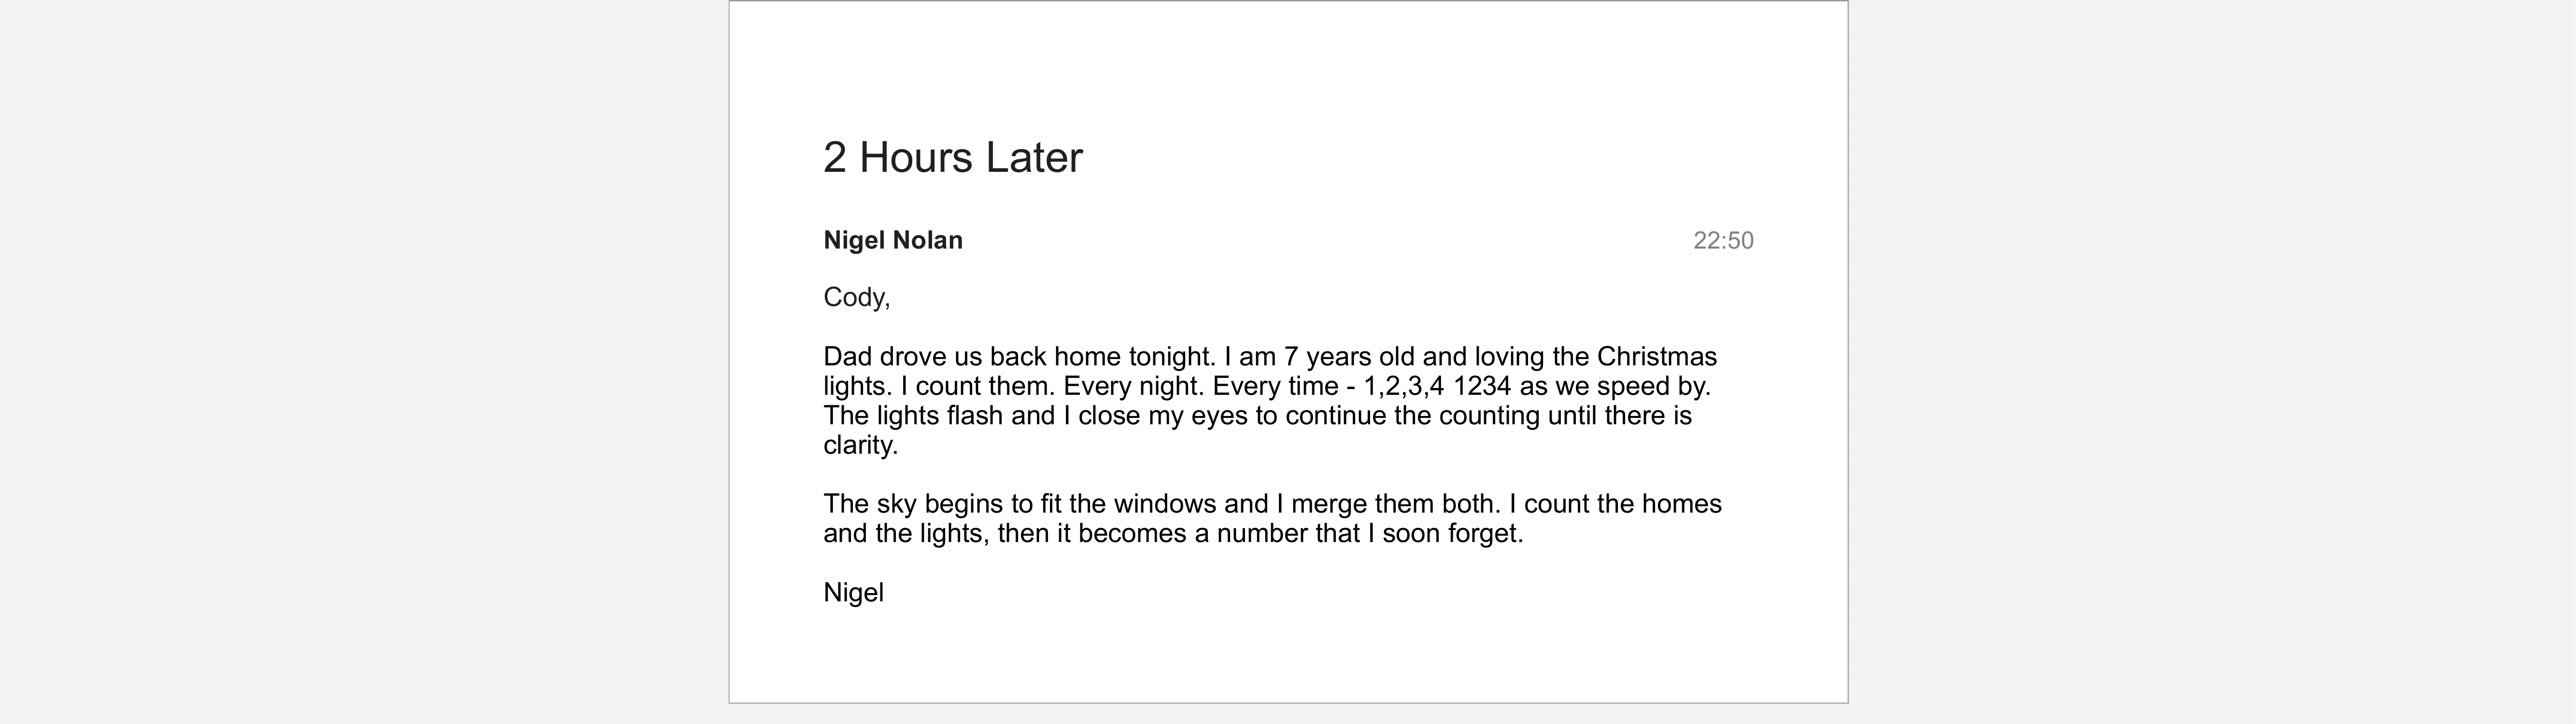 2 Hours Later
Nigel Nolan
22:50
Cody,
Dad drove us back home tonight. I am 7 years old and loving the Christmas
lights. I count them. Every night. Every time - 1,2,3,4 1234 as we speed by.
The lights flash and I close my eyes to continue the counting until there is
clarity.
The sky begins to fit the windows and I merge them both. I count the homes
and the lights, then it becomes a number that I soon forget.
Nigel